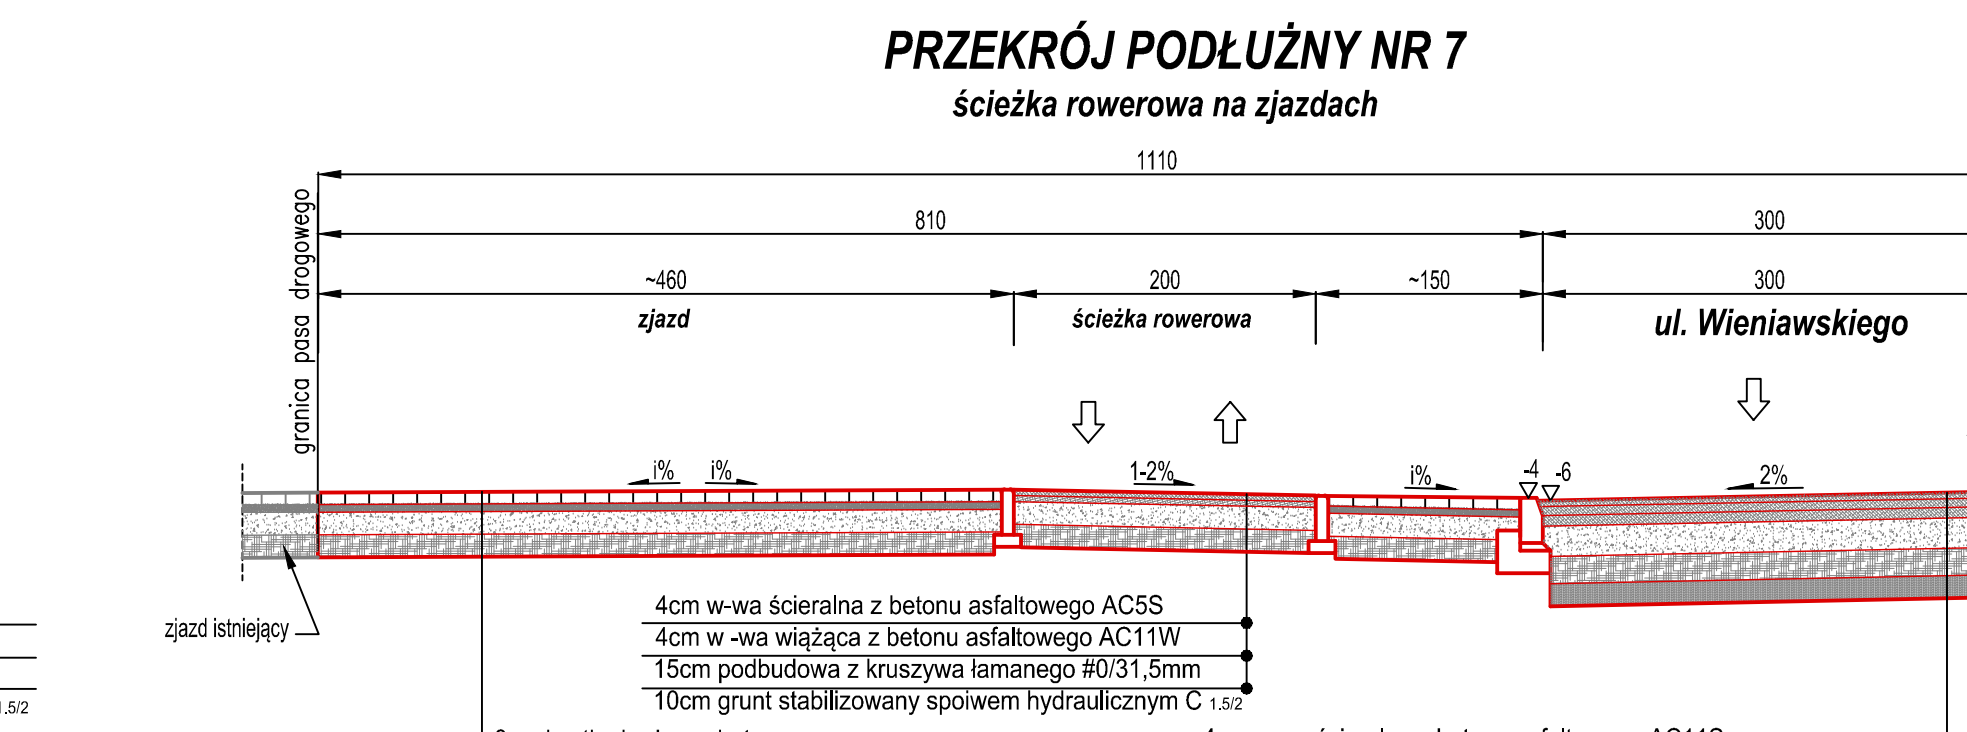 PRZEKRÓJ PODŁUŻNY NR 7
ścieżka rowerowa na zjazdach
1110
810
300
~460
200
~150
300
zjazd
ścieżka rowerowa
ul. Wieniawskiego
granica pasa drogowego
i%
i%
1-2%
i%
-4
-6
2%
zjazd istniejący
4cm w-wa ścieralna z betonu asfaltowego AC5S
4cm w -wa wiążąca z betonu asfaltowego AC11W
15cm podbudowa z kruszywa łamanego #0/31,5mm
10cm grunt stabilizowany spoiwem hydraulicznym C 1.5/2
1.5/2